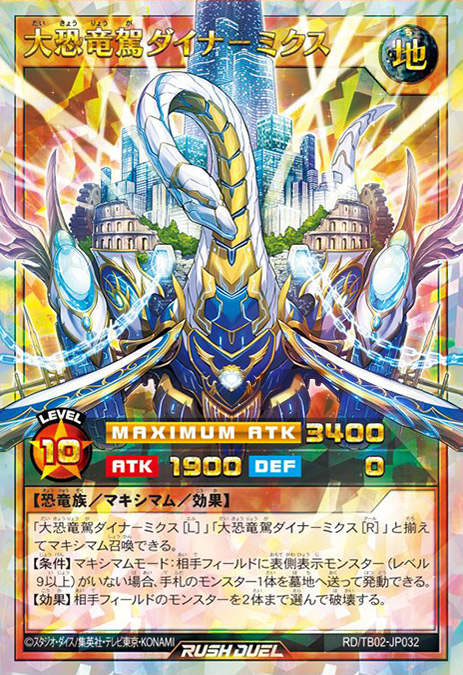 大恐竜駕ダイナーミクス
地
MAXIMUM ATK 3400
LEVEL
10
ATK 1900 DEF 0
【恐竜族／マキシマム／効果】
「大恐竜駕ダイナーミクス[L]」「大恐竜駕ダイナーミクス[R]」と揃え
てマキシマム召喚できる。
【条件】マキシマムモード:相手フィールドに表側表示モンスター(レベル
9以上)がいない場合、手札のモンスター1体を墓地へ送って発動できる。
【効果】相手フィールドのモンスターを2体まで選んで破壊する。
©スタジオ・ダイス/集英社・テレビ東京・KONAMI
RUSH DUEL
RD/TB02-JP032